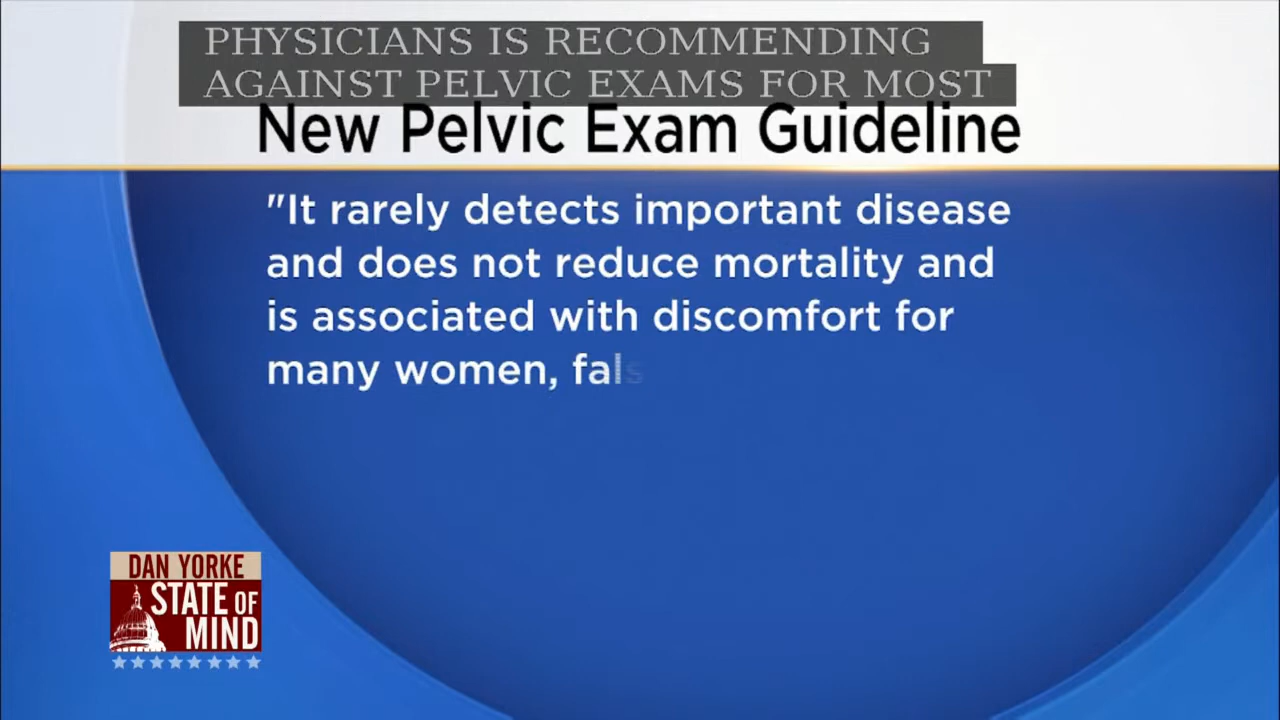 PHYSICIANS IS RECOMMENDING
AGAINST PELVIC EXAMS FOR MOST
New Pelvic Exam Guideline
"It rarely detects important disease
and does not reduce mortality and
is associated with discomfort for
many women, fals
DAN YORKE
STATE OF
MIND